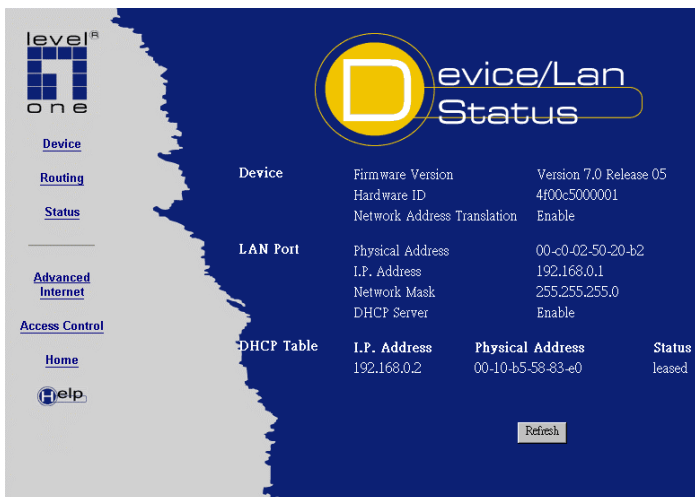 level®
one
Device
Routing
Status
Advanced
Internet
Access Control
Home
Help
Device/Lan
Status
Device Firmware Version Version 7.0 Release 05
Hardware ID 4f00c5000001
Network Address Translation Enable
LAN Port Physical Address 00-c0-02-50-20-b2
I.P. Address 192.168.0.1
Network Mask 255.255.255.0
DHCP Server Enable
DHCP Table I.P. Address Physical Address Status
192.168.0.2 00-10-b5-58-83-e0 leased
Refresh